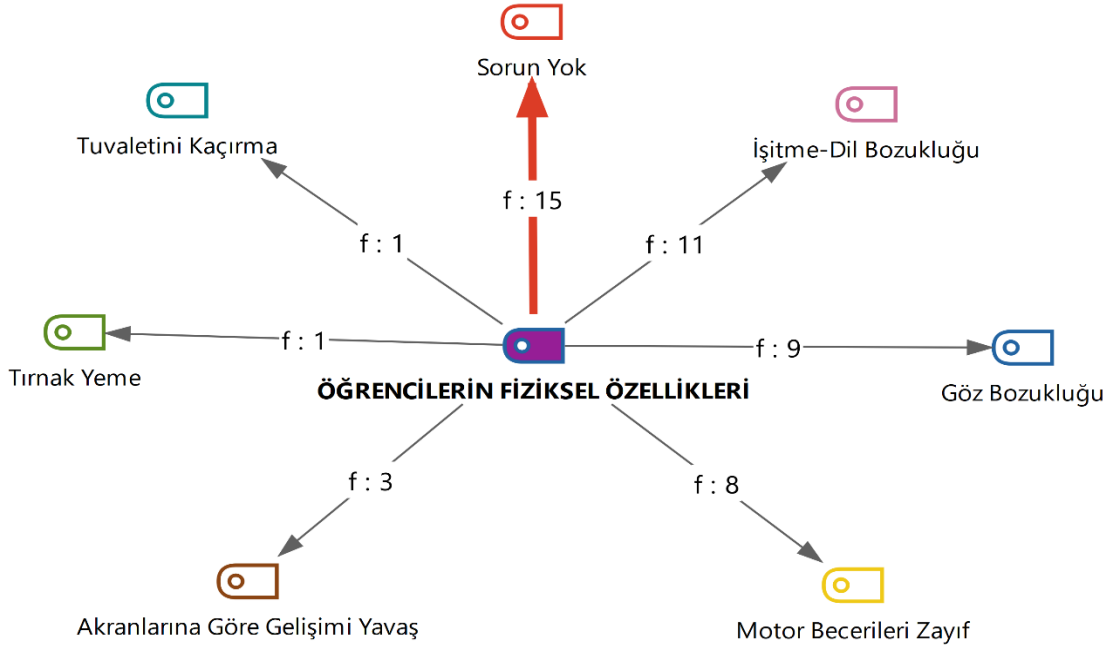 Sorun Yok
Tuvaletini Kaçırma
İşitme-Dil Bozukluğu
f : 15
f : 1
f : 11
f : 1
f : 9
Tırnak Yeme
ÖĞRENCİLERİN FİZİKSEL ÖZELLİKLERİ
Göz Bozukluğu
f : 3
f : 8
Akranlarına Göre Gelişimi Yavaş
Motor Becerileri Zayıf